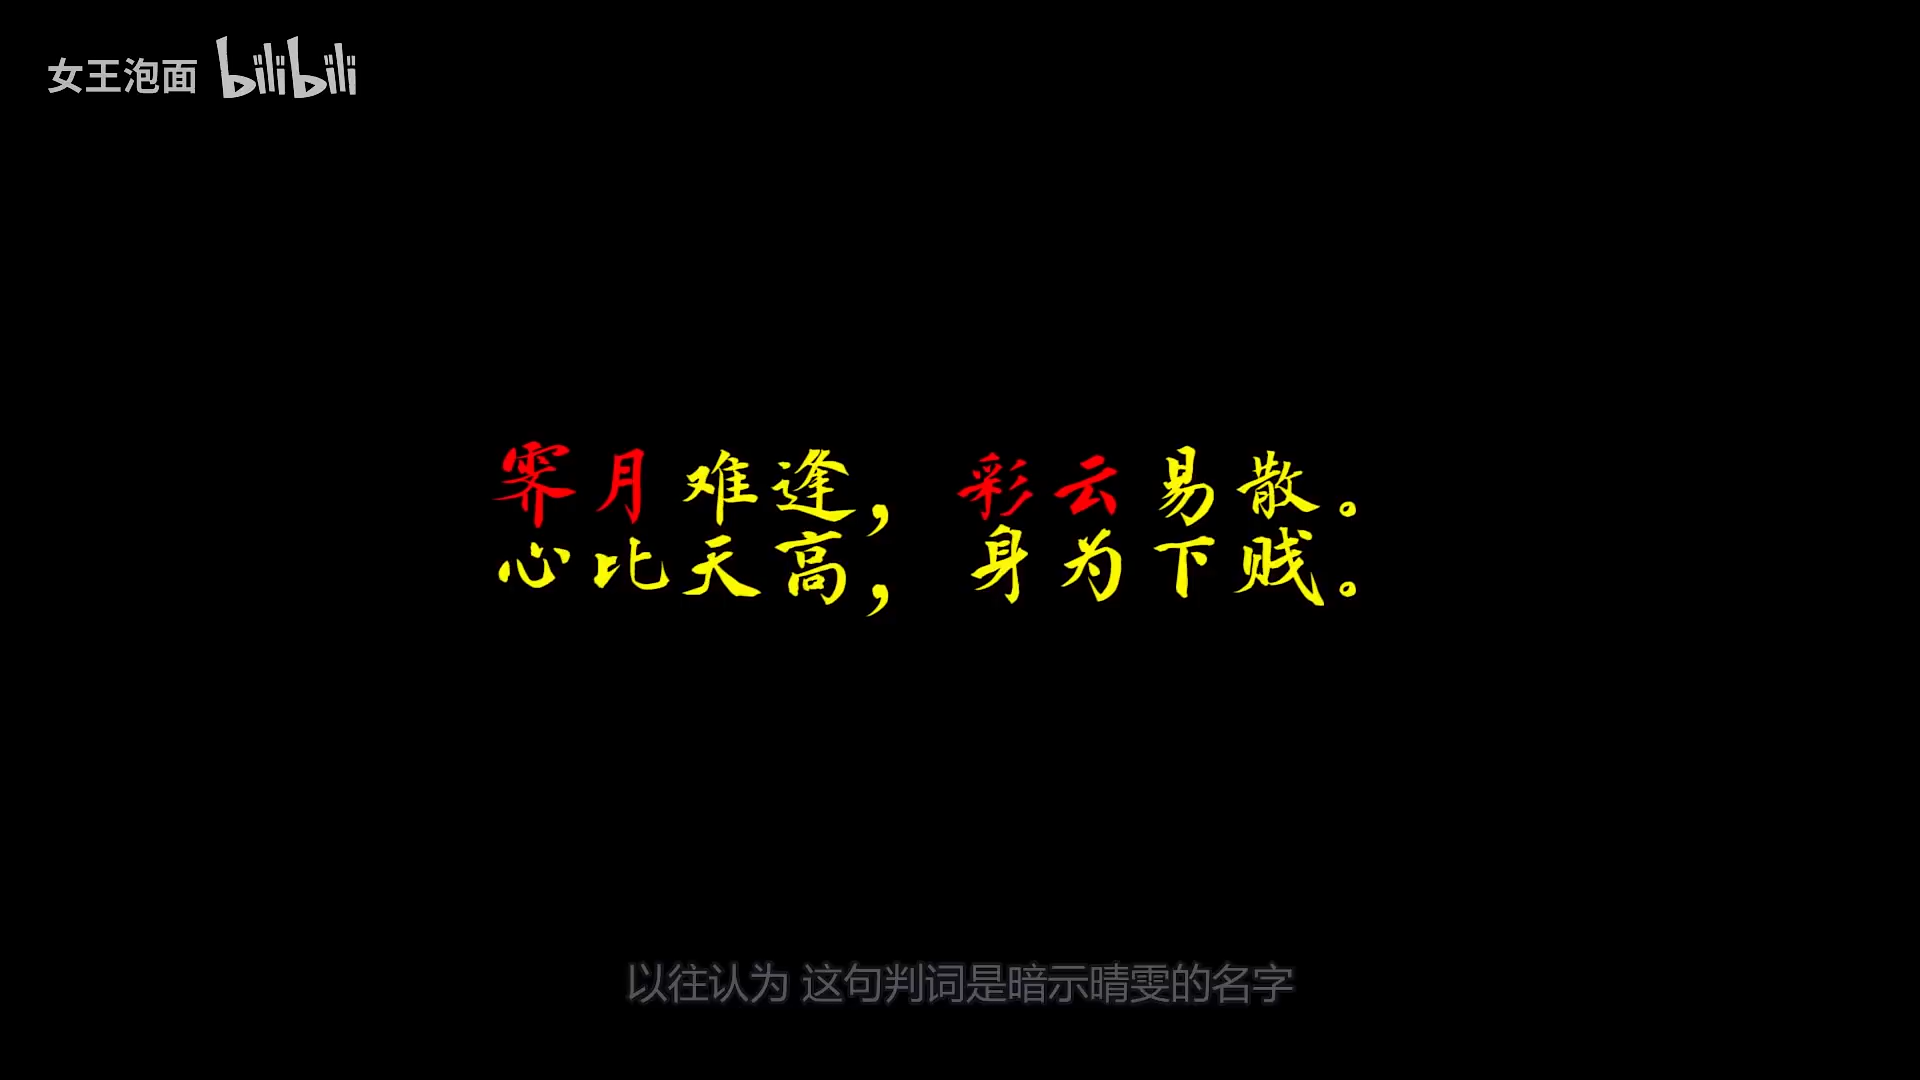 女王泡面 bilibili
霁月难逢，彩云易散。
心比天高，身为下贱。
以往认为 这句判词是暗示晴雯的名字